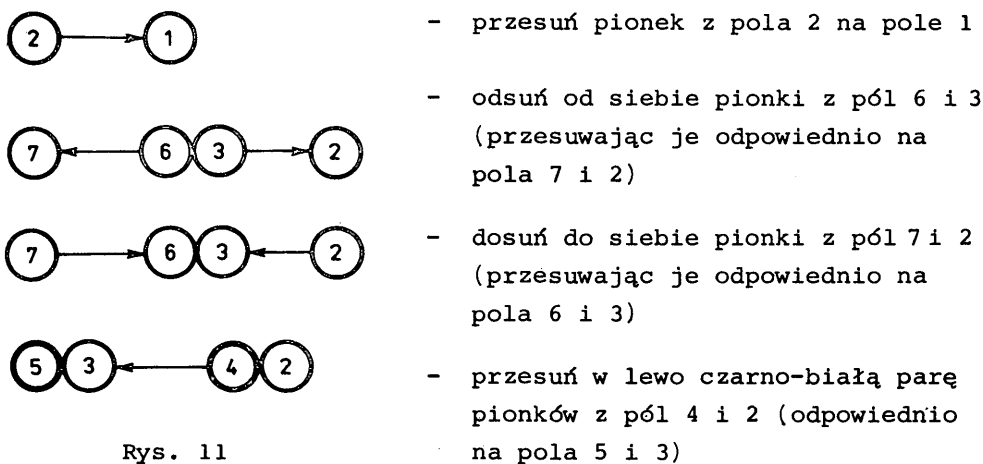 2 1 - przesuń pionek z pola 2 na pole 1
- odsuń od siebie pionki z pól 6 i 3
7 6 3 2 (przesuwając je odpowiednio na
pola 7 i 2)
7 6 3 2 - dosuń do siebie pionki z pól 7 i 2
(przesuwając je odpowiednio na
pola 6 i 3)
5 3 4 2 - przesuń w lewo czarno-białą parę
pionków z pól 4 i 2 (odpowiednio
Rys. 11 na pola 5 i 3)